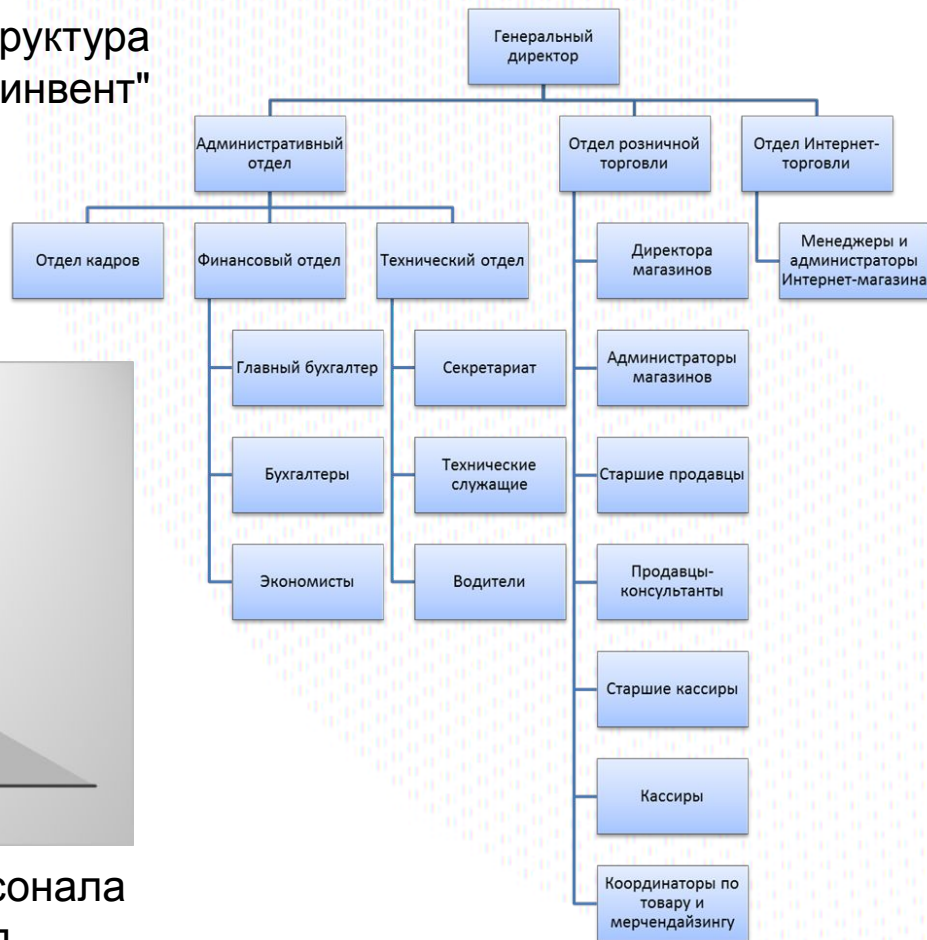 руктура
инвент"
Генеральный
директор
Административный
отдел
Отдел розничной
торговли
Отдел Интернет-
торговли
Отдел кадров
Финансовый отдел
Технический отдел
Директора
магазинов
Менеджеры и
администраторы
Интернет-магазина
Главный бухгалтер
Секретариат
Администраторы
магазинов
Бухгалтеры
Технические
служащие
Старшие продавцы
Экономисты
Водители
Продавцы-
консультанты
Старшие кассиры
Кассиры
Координаторы по
товару и
мерчендайзингу
сонала